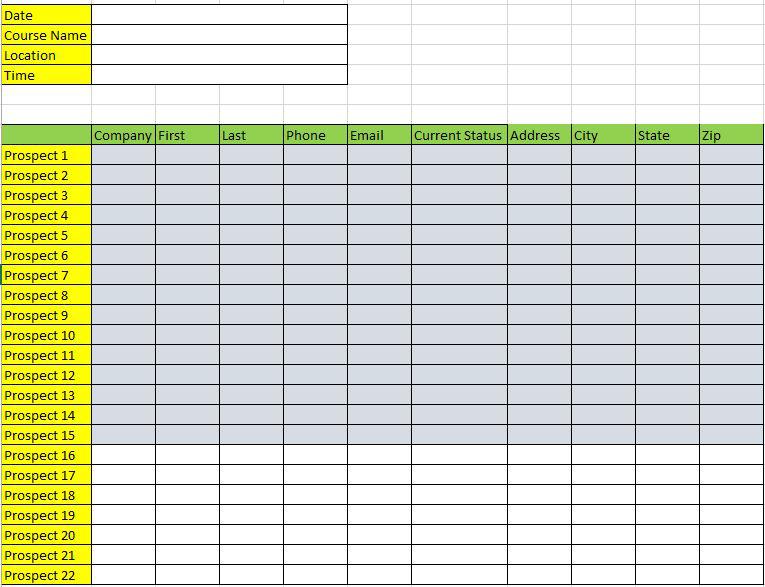 Date
Course Name
Location
Time
Company First Last Phone Email Current Status Address City State Zip
Prospect 1
Prospect 2
Prospect 3
Prospect 4
Prospect 5
Prospect 6
Prospect 7
Prospect 8
Prospect 9
Prospect 10
Prospect 11
Prospect 12
Prospect 13
Prospect 14
Prospect 15
Prospect 16
Prospect 17
Prospect 18
Prospect 19
Prospect 20
Prospect 21
Prospect 22